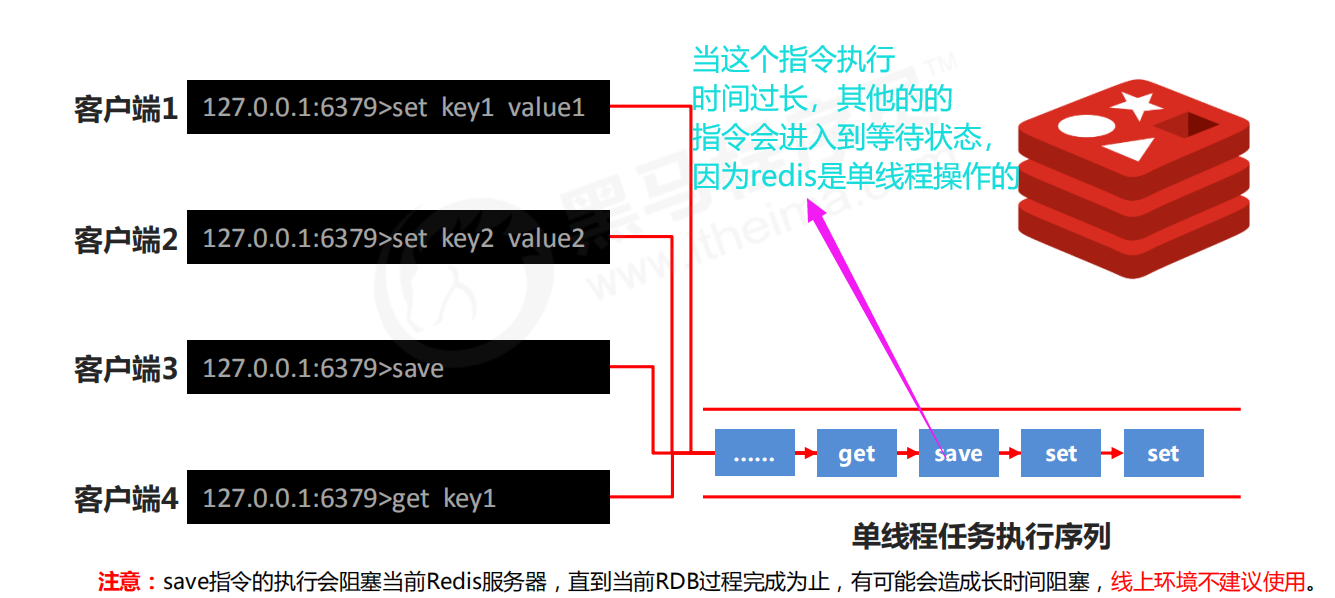 当这个指令执行
时间过长，其他的的
指令会进入到等待状态，
因为redis是单线程操作的
客户端1 127.0.0.1:6379>set key1 value1
客户端2 127.0.0.1:6379>set key2 value2
客户端3 127.0.0.1:6379>save
客户端4 127.0.0.1:6379>get key1
...... get save set set
单线程任务执行序列
注意：save指令的执行会阻塞当前Redis服务器，直到当前RDB过程完成为止，有可能会造成长时间阻塞，线上环境不建议使用。